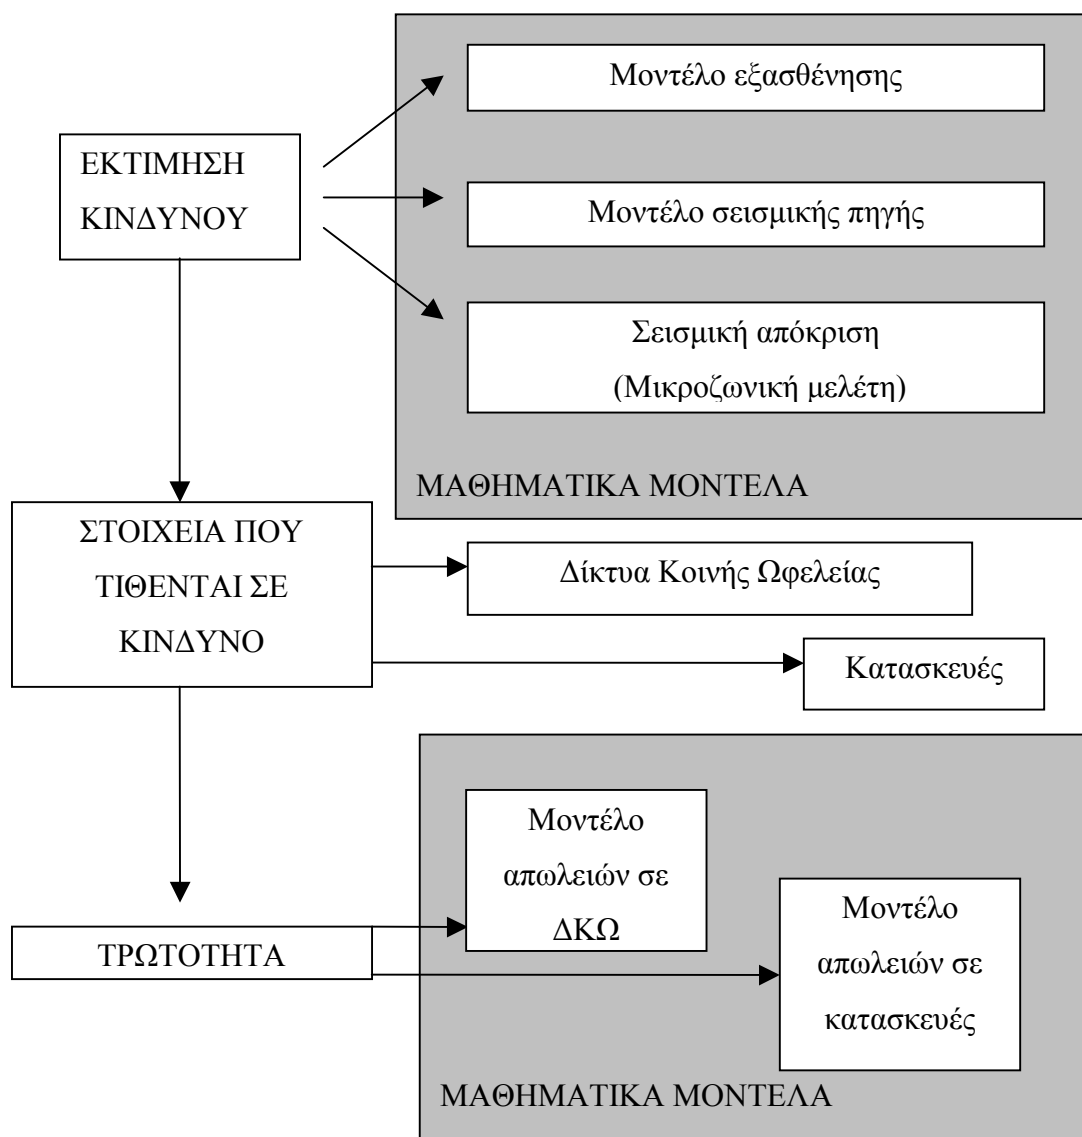 Μοντέλο εξασθένησης
ΕΚΤΙΜΗΣΗ
ΚΙΝΔΥΝΟΥ
Μοντέλο σεισμικής πηγής
Σεισμική απόκριση
(Μικροζωνική μελέτη)
ΜΑΘΗΜΑΤΙΚΑ ΜΟΝΤΕΛΑ
ΣΤΟΙΧΕΙΑ ΠΟΥ
ΤΙΘΕΝΤΑΙ ΣΕ
ΚΙΝΔΥΝΟ
Δίκτυα Κοινής Ωφελείας
Κατασκευές
Μοντέλο
απωλειών σε
ΔΚΩ
Μοντέλο
απωλειών σε
κατασκευές
ΤΡΩΤΟΤΗΤΑ
ΜΑΘΗΜΑΤΙΚΑ ΜΟΝΤΕΛΑ